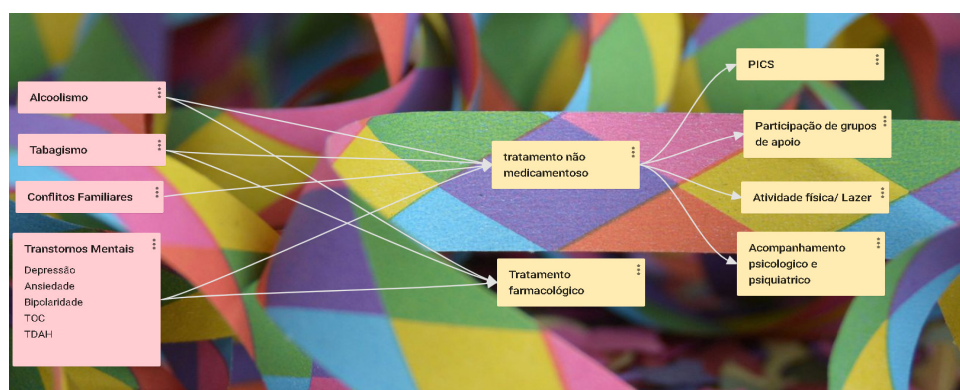 Alcoolismo
Tabagismo
Conflitos Familiares
Transtornos Mentais
Depressão
Ansiedade
Bipolaridade
TOC
TDAH
tratamento não
medicamentoso
Tratamento
farmacológico
PICS
Participação de grupos
de apoio
Atividade física/ Lazer
Acompanhamento
psicologico e
psiquiatrico